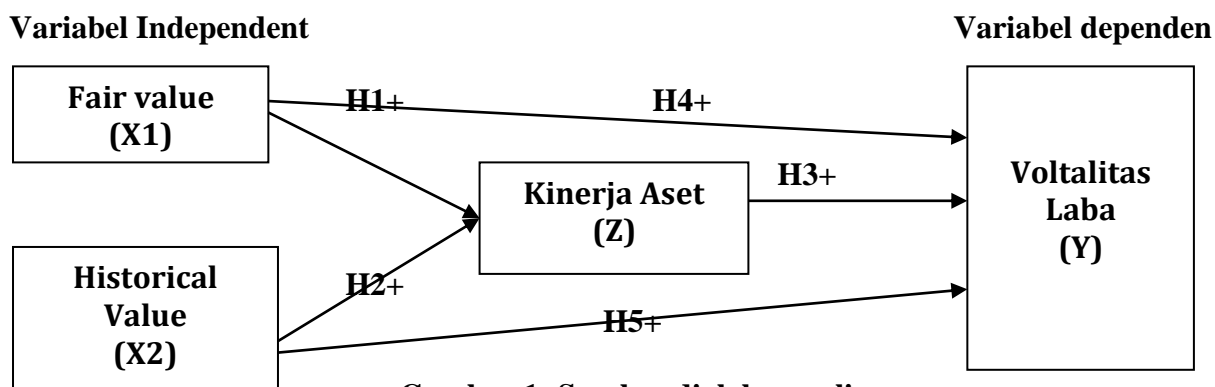 Variabel Independent
Variabel dependen
Fair value
(X1)
H1+
H4+
Kinerja Aset
(Z)
H3+
Voltalitas
Laba
(Y)
Historical
Value
(X2)
H2+
H5+